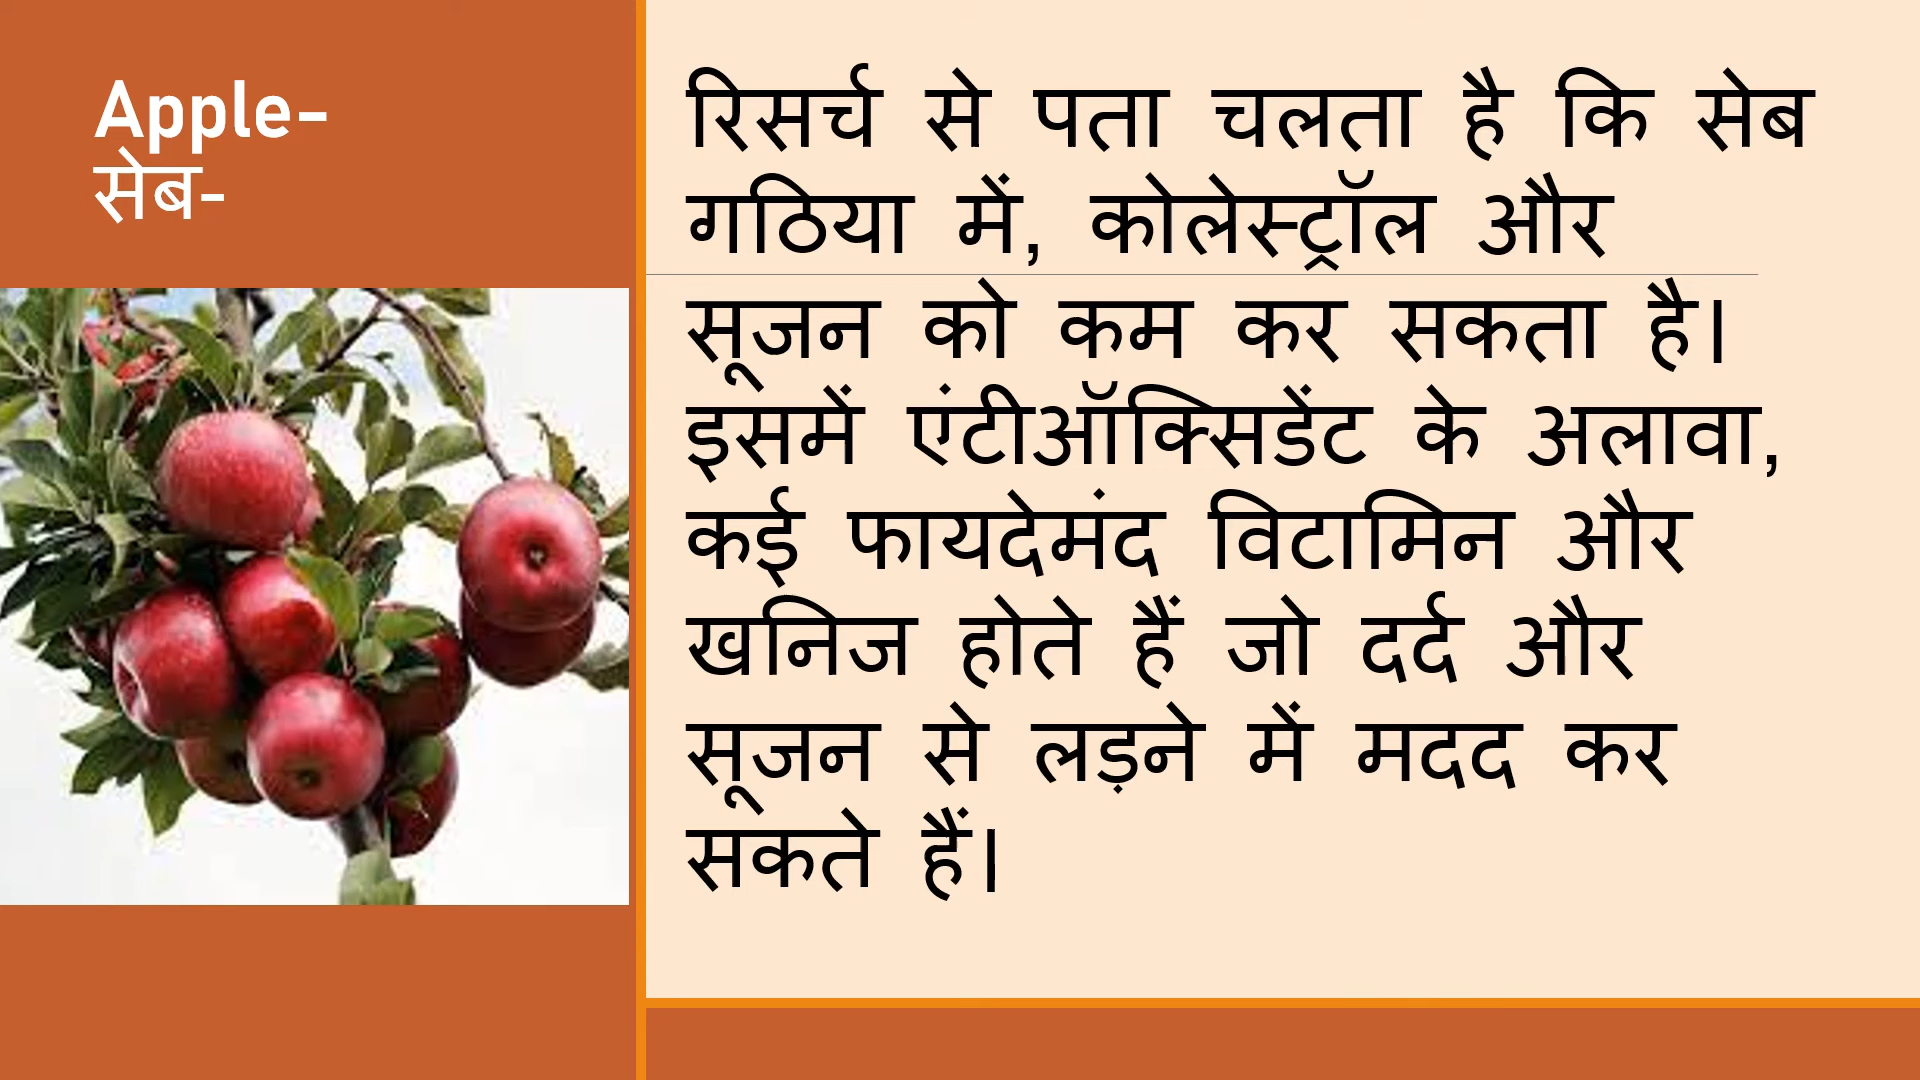 Apple-
सेब-
रिसर्च से पता चलता है कि सेब
गठिया में, कोलेस्ट्रॉल और
सूजन को कम कर सकता है।
इसमें एंटीऑक्सिडेंट के अलावा,
कई फायदेमंद विटामिन और
खनिज होते हैं जो दर्द और
सूजन से लड़ने में मदद कर
सकते हैं।